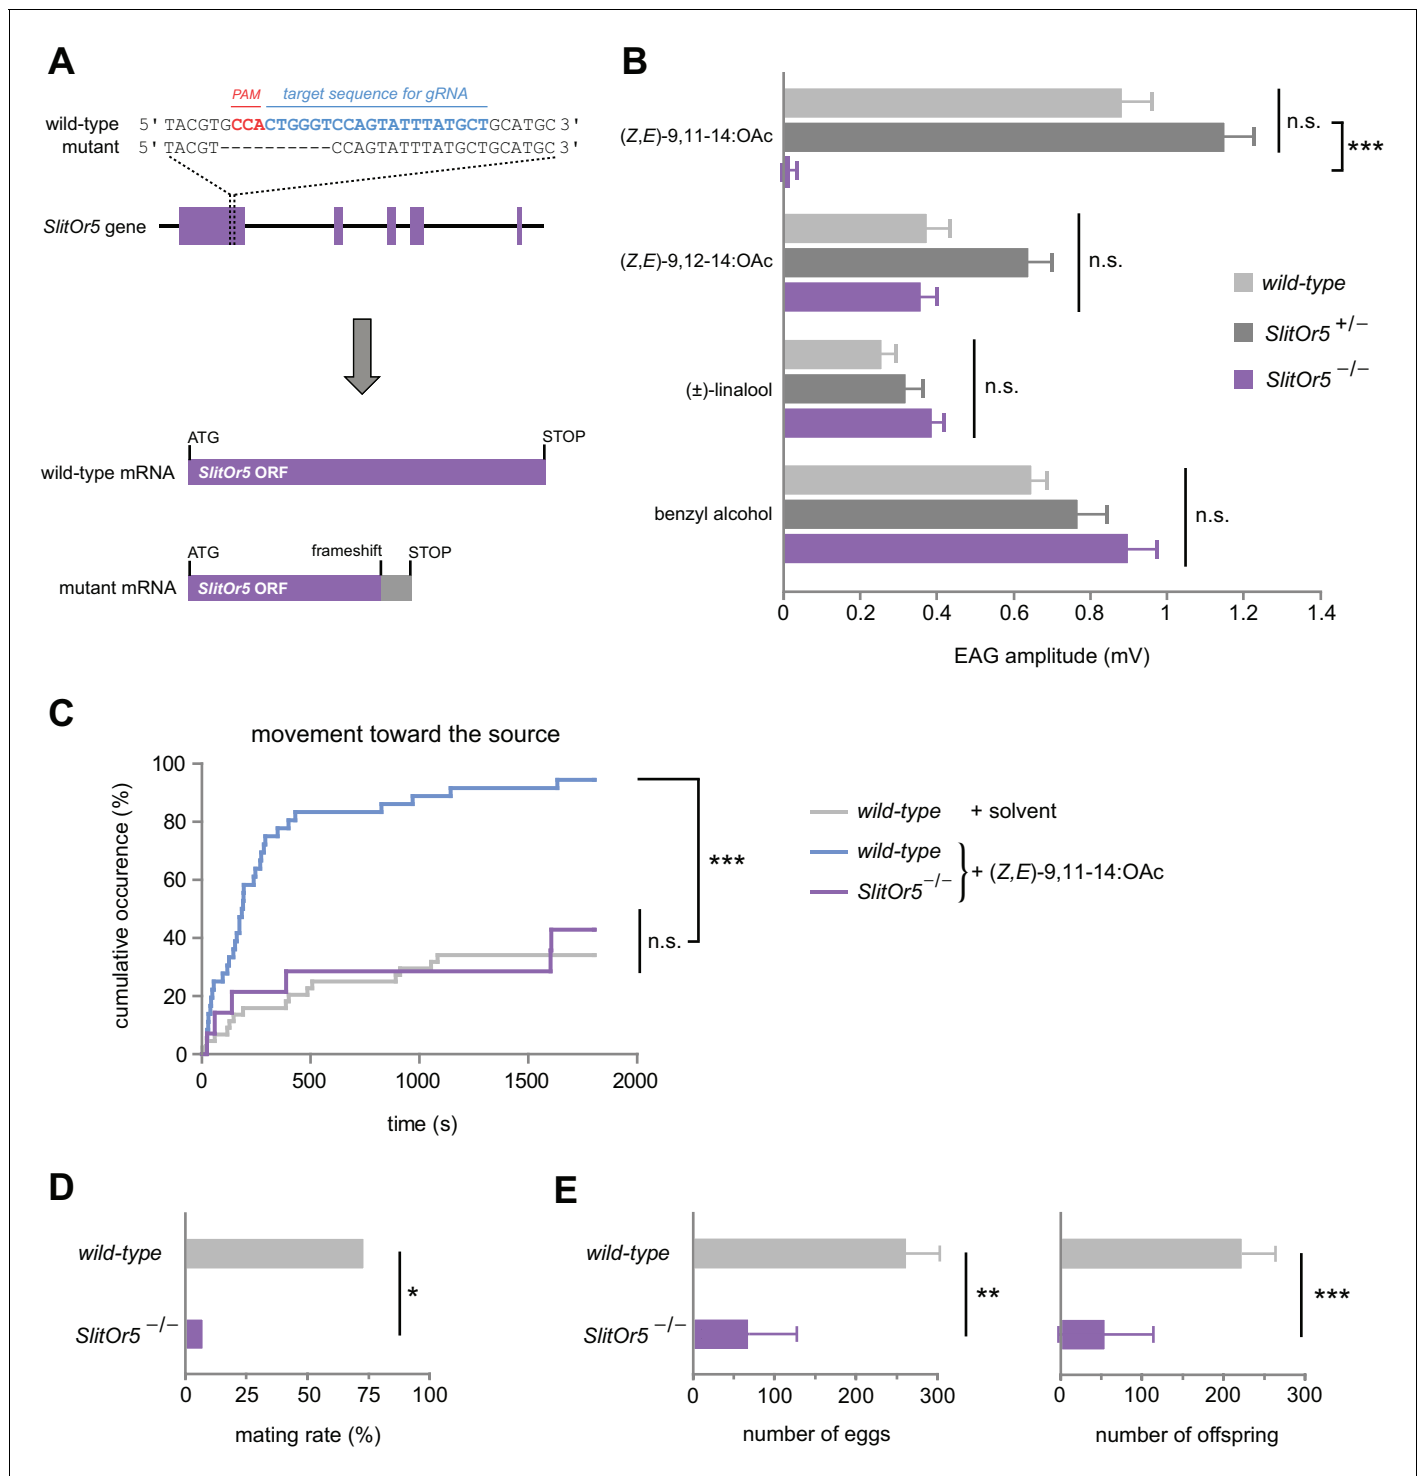 A
PAM target sequence for gRNA
wild-type 5' TACGTGCCACTGGGTCCAGTATTTATGCTGCATGC 3'
mutant 5' TACGT----------CCAGTATTTATGCTGCATGC 3'
SlitOr5 gene
ATG STOP
wild-type mRNA SlitOr5 ORF
ATG frameshift STOP
mutant mRNA SlitOr5 ORF
B
(Z,E)-9,11-14:OAc n.s. ***
(Z,E)-9,12-14:OAc n.s.
(±)-linalool n.s.
benzyl alcohol n.s.
0 0.2 0.4 0.6 0.8 1 1.2 1.4
EAG amplitude (mV)
wild-type
SlitOr5 +/−
SlitOr5 −/−
C
movement toward the source
cumulative occurence (%)
100
80
60
40
20
0
0 500 1000 1500 2000
time (s)
***
n.s.
wild-type + solvent
wild-type
SlitOr5 −/− } + (Z,E)-9,11-14:OAc
D
wild-type
SlitOr5 −/−
*
0 25 50 75 100
mating rate (%)
E
wild-type
SlitOr5 −/−
**
0 100 200 300
number of eggs
***
0 100 200 300
number of offspring